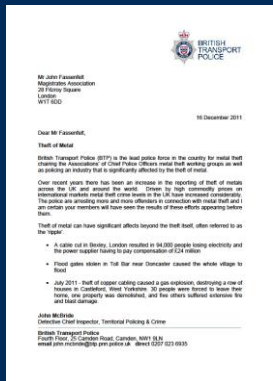 BRITISH
TRANSPORT
POLICE
Mr John Fassenfelt
Magistrates Association
28 Fitzroy Square
London
W1T 6DD
16 December 2011
Dear Mr Fassenfelt,
Theft of Metal
British Transport Police (BTP) is the lead police force in the country for metal theft
chairing the Associations' of Chief Police Officers metal theft working groups as well
as policing an industry that is significantly affected by the theft of metal.
Over recent years there has been an increase in the reporting of theft of metals
across the UK and around the world. Driven by high commodity prices on
international markets metal theft crime levels in the UK have increased considerably.
The police are arresting more and more offenders in connection with metal theft and I
am certain your members will have seen the results of these efforts appearing before
them.
Theft of metal can have significant affects beyond the theft itself, often referred to as
the 'ripple'.
• A cable cut in Bexley, London resulted in 94,000 people losing electricity and
the power supplier having to pay compensation of £24 million
• Flood gates stolen in Toll Bar near Doncaster caused the whole village to
flood
• July 2011 - theft of copper cabling caused a gas explosion, destroying a row of
houses in Castleford, West Yorkshire. 30 people were forced to leave their
home, one property was demolished, and five others suffered extensive fire
and blast damage.
John McBride
Detective Chief Inspector, Territorial Policing & Crime
British Transport Police
Fourth Floor, 25 Camden Road, Camden, NW1 9LN
email john.mcbride@btp.pnn.police.uk direct 0207 023 6935